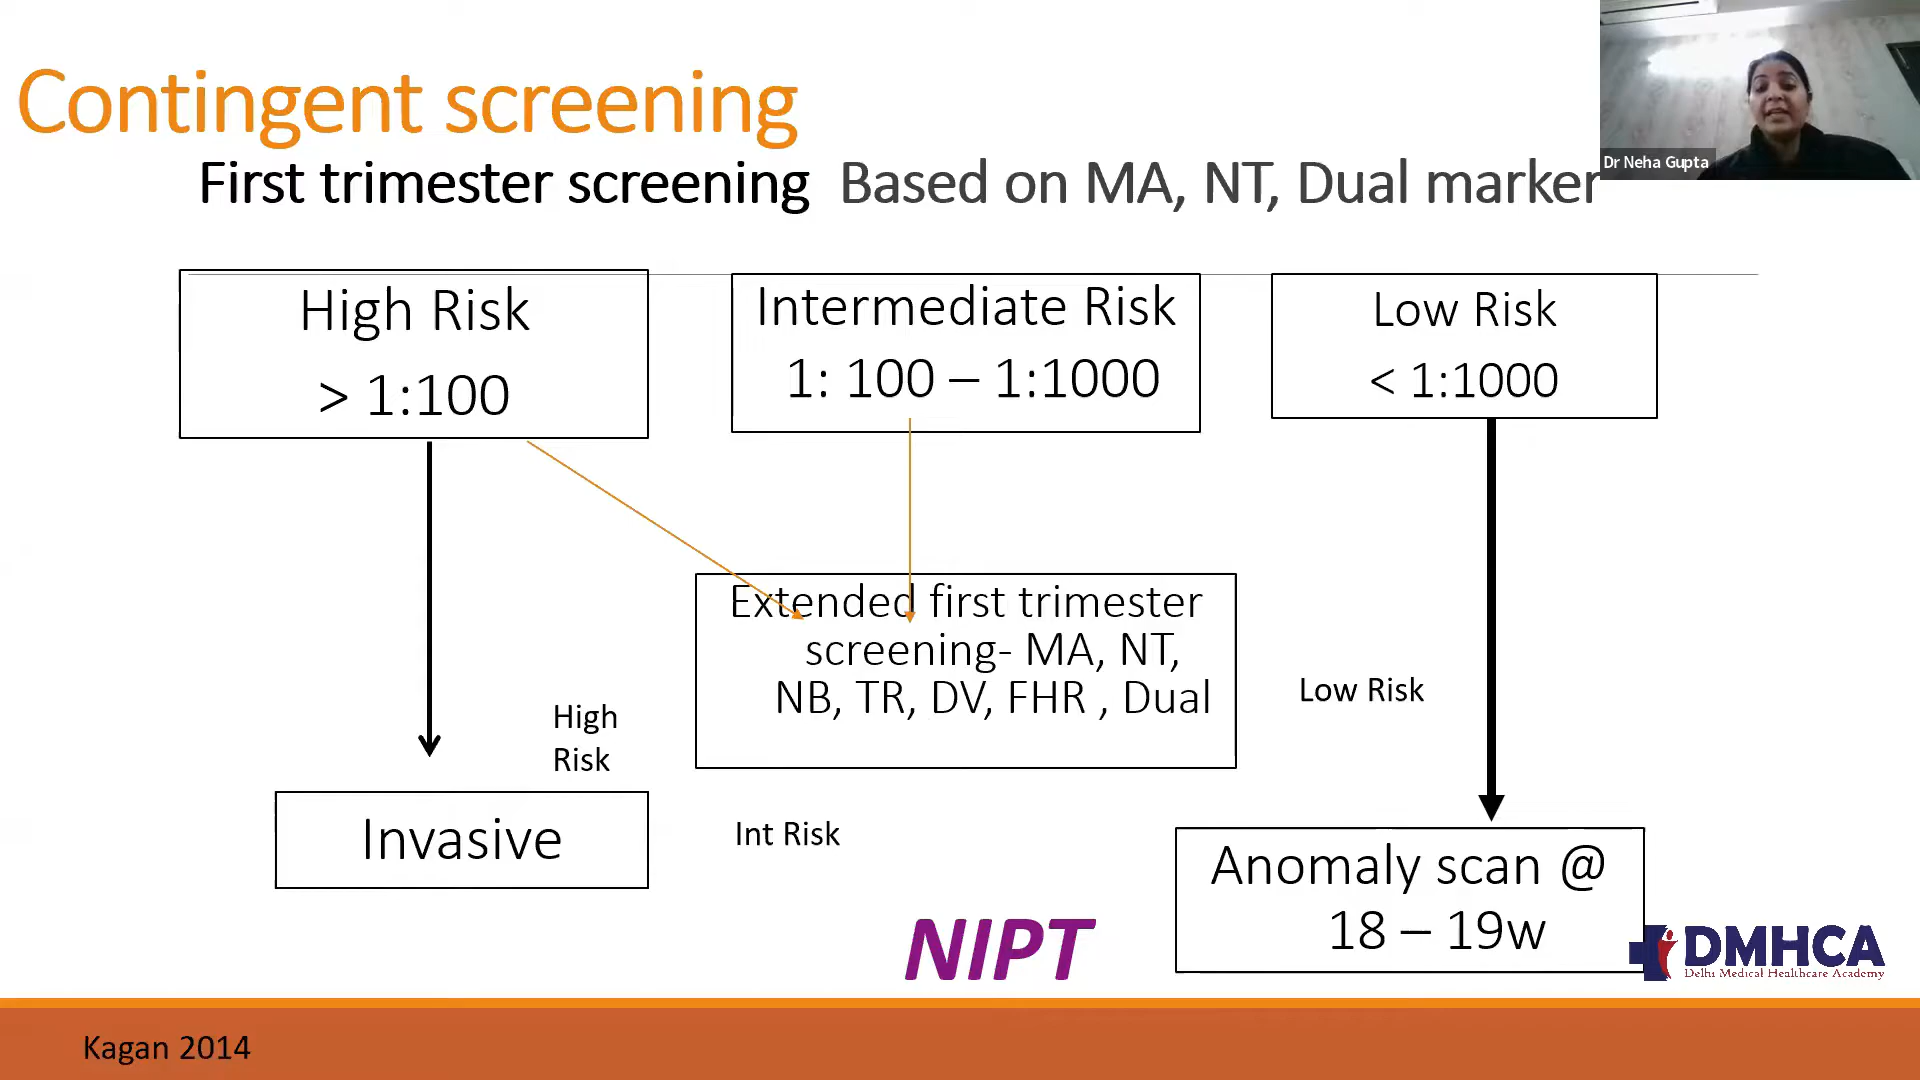 Contingent screening
First trimester screening Based on MA, NT, Dual marker
Dr Neha Gupta
High Risk
> 1:100
Intermediate Risk
1: 100 – 1:1000
Low Risk
< 1:1000
Extended first trimester
screening- MA, NT,
NB, TR, DV, FHR , Dual
High
Risk
Low Risk
Invasive
Int Risk
Anomaly scan @
18 – 19w
NIPT
DMHCA
Delhi Medical Healthcare Academy
Kagan 2014